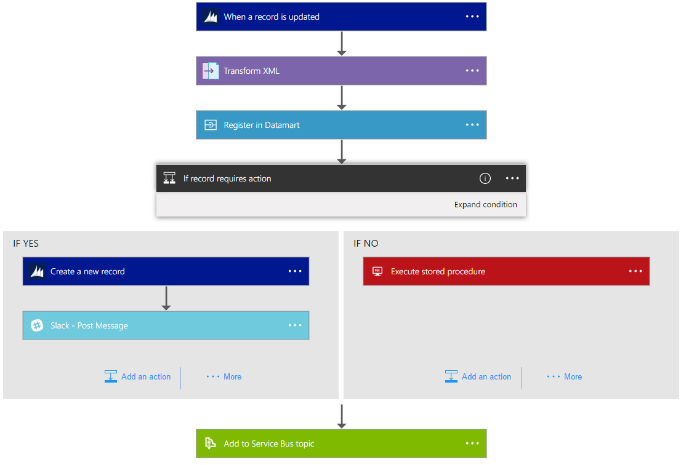 When a record is updated
Transform XML
Register in Datamart
If record requires action
Expand condition
IF YES
Create a new record
Slack - Post Message
Add an action
More
IF NO
Execute stored procedure
Add an action
More
Add to Service Bus topic